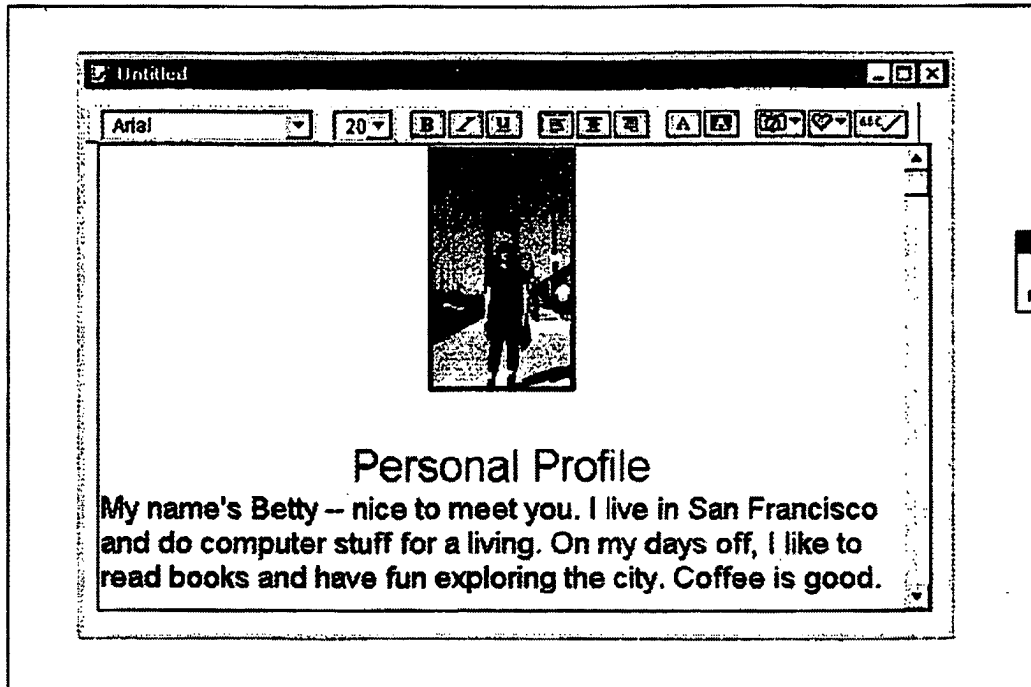 Untitled
Arial 20 B I U A A ABC
Personal Profile
My name's Betty – nice to meet you. I live in San Francisco
and do computer stuff for a living. On my days off, I like to
read books and have fun exploring the city. Coffee is good.